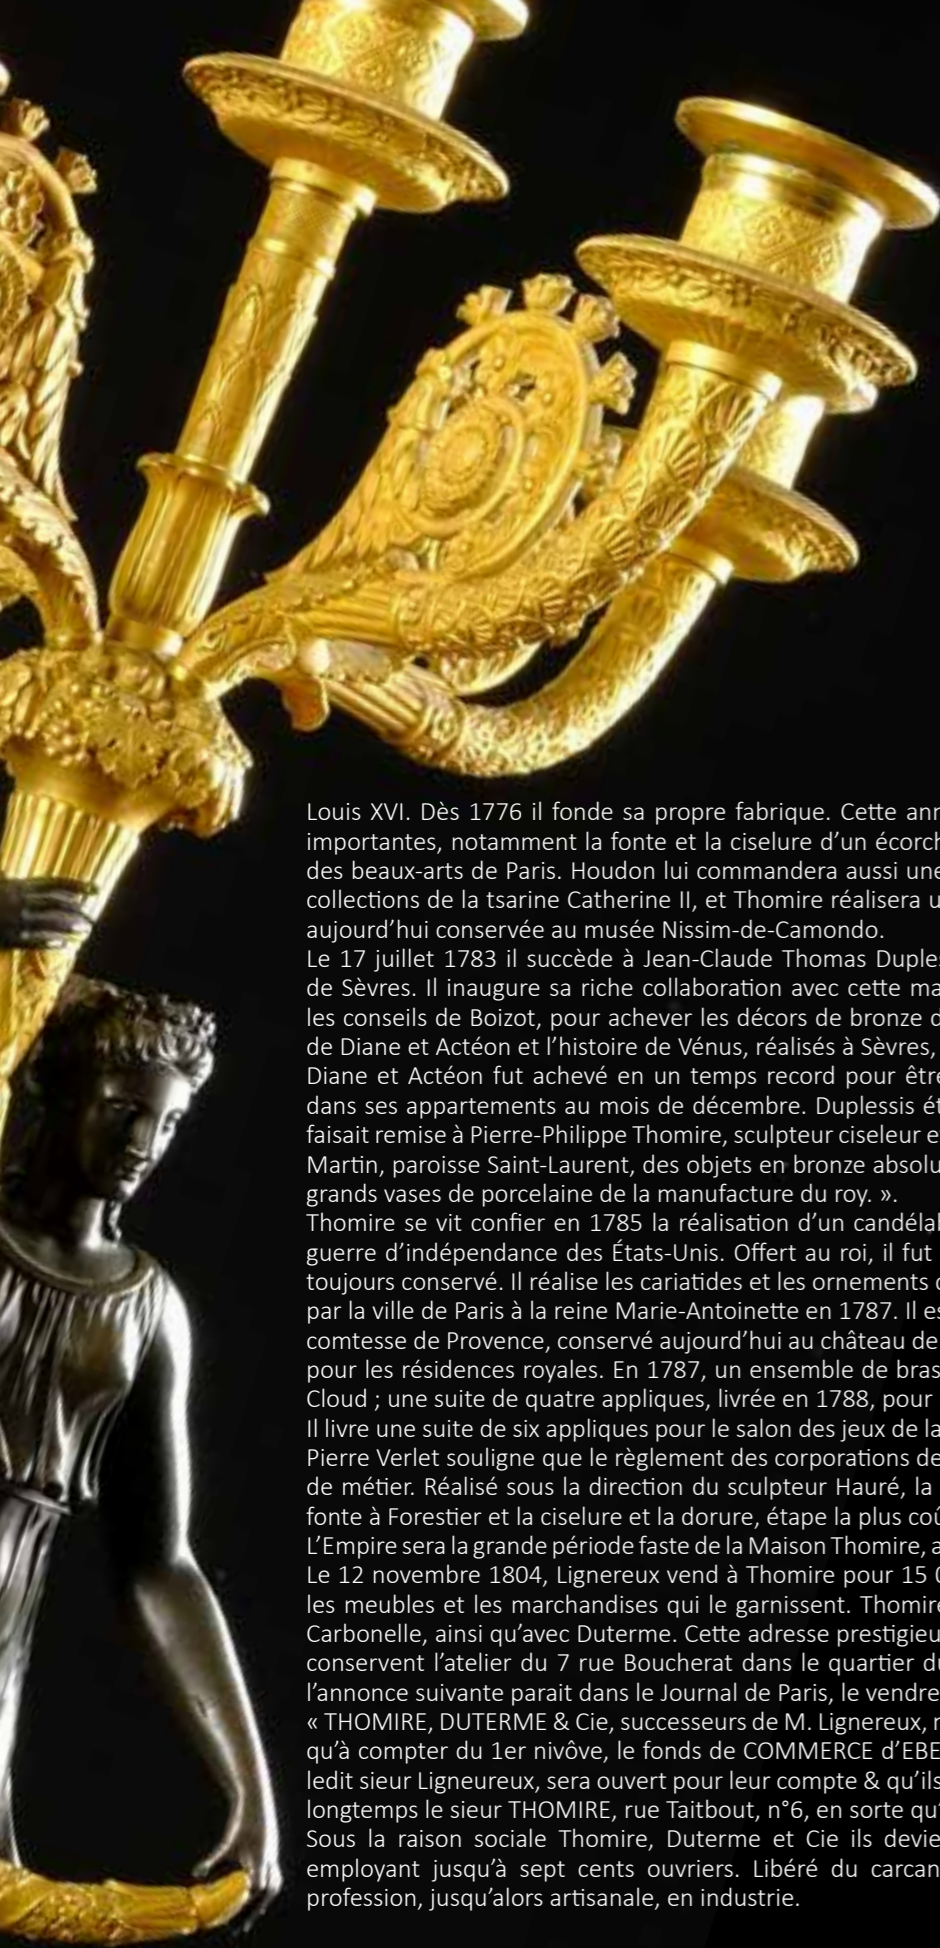 Louis XVI. Dès 1776 il fonde sa propre fabrique. Cette ann
importantes, notamment la fonte et la ciselure d’un écorch
des beaux-arts de Paris. Houdon lui commandera aussi une
collections de la tsarine Catherine II, et Thomire réalisera u
aujourd’hui conservée au musée Nissim-de-Camondo.
Le 17 juillet 1783 il succède à Jean-Claude Thomas Duples
de Sèvres. Il inaugure sa riche collaboration avec cette ma
les conseils de Boizot, pour achever les décors de bronze d
de Diane et Actéon et l’histoire de Vénus, réalisés à Sèvres,
Diane et Actéon fut achevé en un temps record pour être
dans ses appartements au mois de décembre. Duplessis ét
faisait remise à Pierre-Philippe Thomire, sculpteur ciseleur e
Martin, paroisse Saint-Laurent, des objets en bronze absolu
grands vases de porcelaine de la manufacture du roy. ».
Thomire se vit confier en 1785 la réalisation d’un candélab
guerre d’indépendance des États-Unis. Offert au roi, il fut
toujours conservé. Il réalise les cariatides et les ornements d
par la ville de Paris à la reine Marie-Antoinette en 1787. Il es
comtesse de Provence, conservé aujourd’hui au château de
pour les résidences royales. En 1787, un ensemble de bras
Cloud ; une suite de quatre appliques, livrée en 1788, pour
Il livre une suite de six appliques pour le salon des jeux de la
Pierre Verlet souligne que le règlement des corporations de
de métier. Réalisé sous la direction du sculpteur Hauré, la
fonte à Forestier et la ciselure et la dorure, étape la plus coû
L’Empire sera la grande période faste de la Maison Thomire, a
Le 12 novembre 1804, Lignereux vend à Thomire pour 15 0
les meubles et les marchandises qui le garnissent. Thomire
Carbonelle, ainsi qu’avec Duterme. Cette adresse prestigieu
conservent l’atelier du 7 rue Boucherat dans le quartier du
l’annonce suivante parait dans le Journal de Paris, le vendre
« THOMIRE, DUTERME & Cie, successeurs de M. Lignereux, m
qu’à compter du 1er nivôve, le fonds de COMMERCE d’EBE
ledit sieur Ligneureux, sera ouvert pour leur compte & qu’ils
longtemps le sieur THOMIRE, rue Taitbout, n°6, en sorte qu’
Sous la raison sociale Thomire, Duterme et Cie ils devie
employant jusqu’à sept cents ouvriers. Libéré du carcan
profession, jusqu’alors artisanale, en industrie.